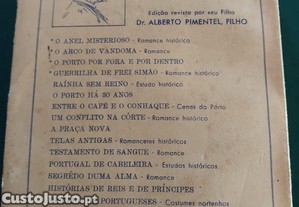 Edição revista por seu Filho
Dr. ALBERTO PIMENTEL, FILHO
*O ANEL MISTERIOSO - Romance histórico
*O ARCO DE VANDOMA - Romance
O PORTO POR FORA E POR DENTRO
*GUERRILHA DE FREI SIMÃO - Romance histórico
RAÍNHA SEM REINO - Estudo histórico
O PORTO HÁ 30 ANOS
ENTRE O CAFÉ E O CONHAQUE - Cenas do Pôrto
UM CONFLITO NA CÔRTE - Romance
A PRAÇA NOVA
TELAS ANTIGAS - Romanceiros históricos
TESTAMENTO DE SANGUE - Romance
PORTUGAL DE CABELEIRA - Estudos históricos
SEGRÊDO DUMA ALMA - Romance
HISTÓRIAS DE REIS E DE PRÍNCIPES
PORTUGUESES - Costumes nortenhos
CustoJusto.pt